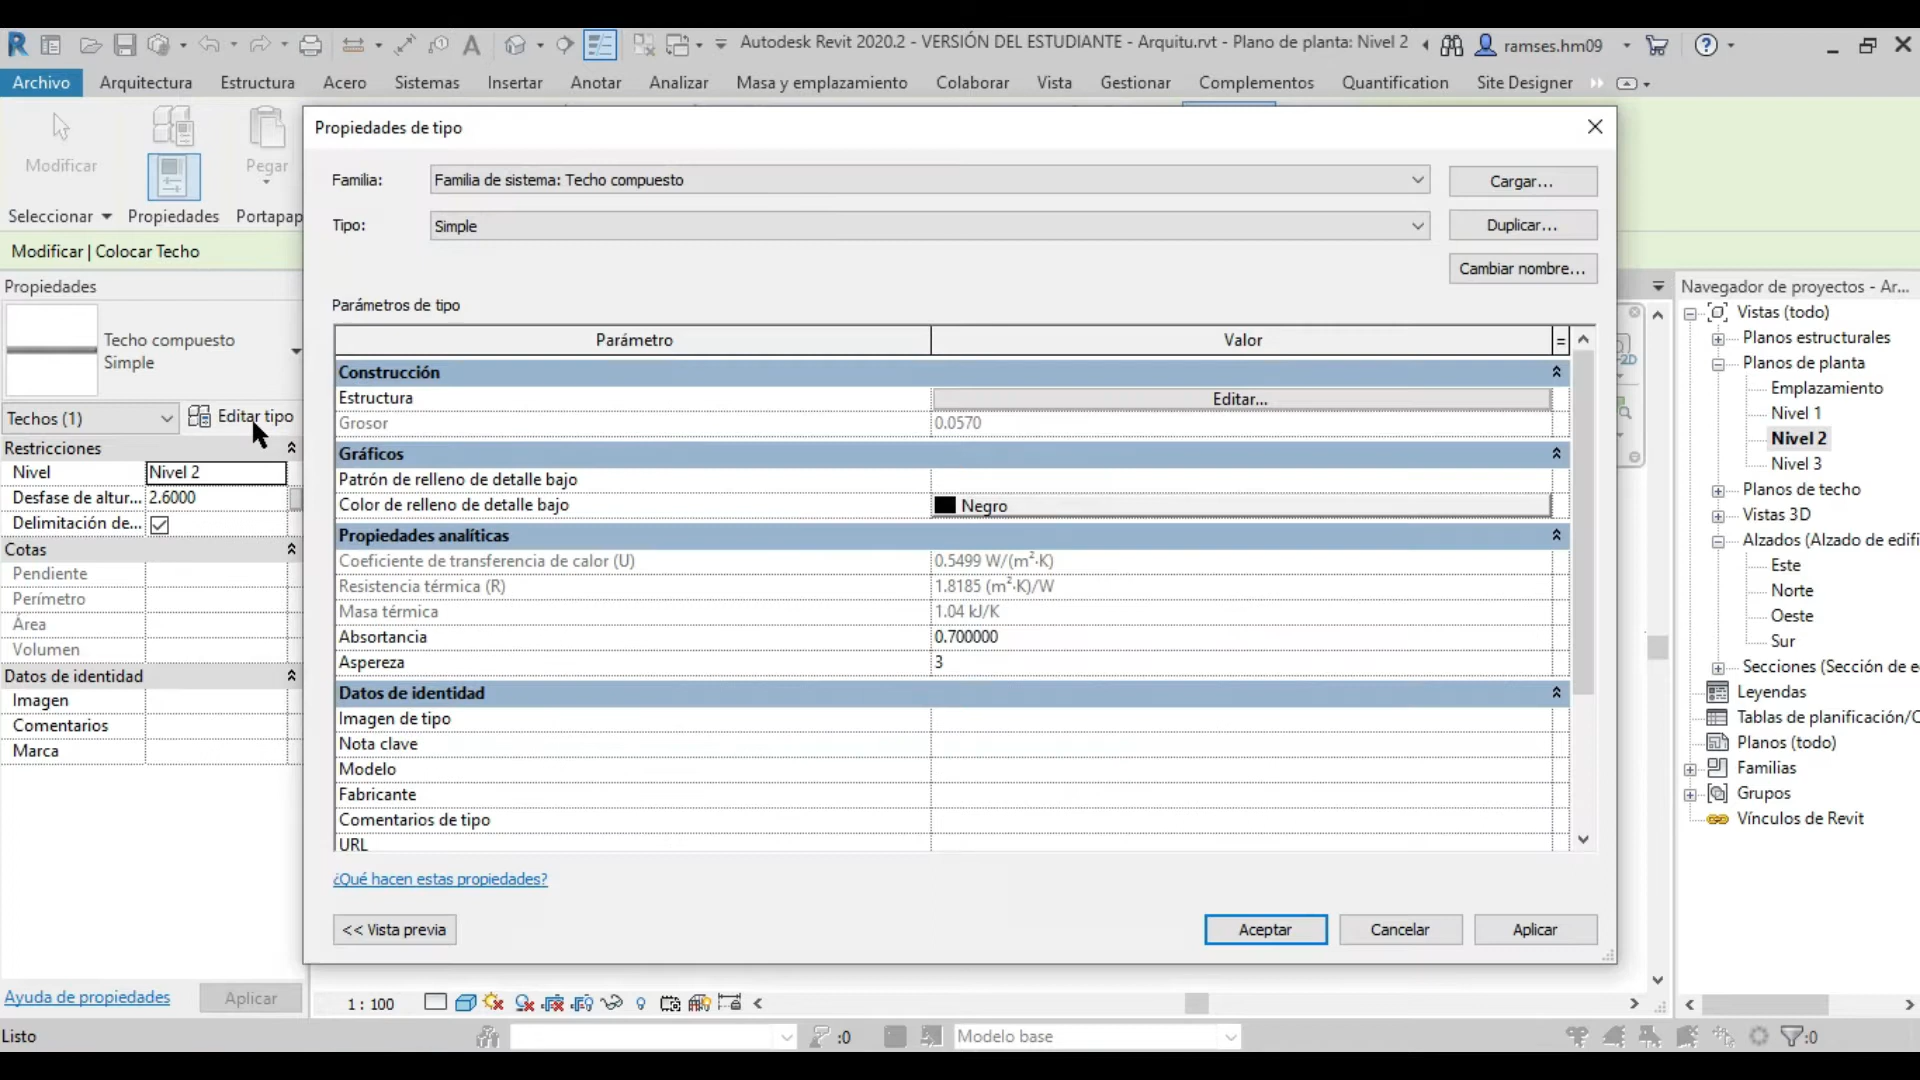 Autodesk Revit 2020.2 - VERSIÓN DEL ESTUDIANTE - Arquitu.rvt - Plano de planta: Nivel 2
ramses.hm09
Archivo Arquitectura Estructura Acero Sistemas Insertar Anotar Analizar Masa y emplazamiento Colaborar Vista Gestionar Complementos Quantification Site Designer
Modificar
Pegar
Seleccionar Propiedades Portapap
Modificar | Colocar Techo
Propiedades
Techo compuesto
Simple
Techos (1) Editar tipo
Restricciones
Nivel Nivel 2
Desfase de altur... 2.6000
Delimitación de...
Cotas
Pendiente
Perímetro
Área
Volumen
Datos de identidad
Imagen
Comentarios
Marca
Ayuda de propiedades Aplicar
Propiedades de tipo
Familia: Familia de sistema: Techo compuesto Cargar...
Tipo: Simple Duplicar...
Cambiar nombre...
Parámetros de tipo
Parámetro Valor =
Construcción
Estructura Editar...
Grosor 0.0570
Gráficos
Patrón de relleno de detalle bajo
Color de relleno de detalle bajo Negro
Propiedades analíticas
Coeficiente de transferencia de calor (U) 0.5499 W/(m²·K)
Resistencia térmica (R) 1.8185 (m²·K)/W
Masa térmica 1.04 kJ/K
Absortancia 0.700000
Aspereza 3
Datos de identidad
Imagen de tipo
Nota clave
Modelo
Fabricante
Comentarios de tipo
URL
¿Qué hacen estas propiedades?
<< Vista previa Aceptar Cancelar Aplicar
Navegador de proyectos - Ar...
Vistas (todo)
Planos estructurales
Planos de planta
Emplazamiento
Nivel 1
Nivel 2
Nivel 3
Planos de techo
Vistas 3D
Alzados (Alzado de edifi
Este
Norte
Oeste
Sur
Secciones (Sección de e
Leyendas
Tablas de planificación/C
Planos (todo)
Familias
Grupos
Vínculos de Revit
1 : 100
Listo :0 Modelo base :0